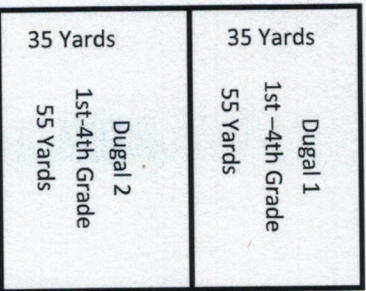 35 Yards
Dugal 2
1st-4th Grade
55 Yards
35 Yards
Dugal 1
1st –4th Grade
55 Yards